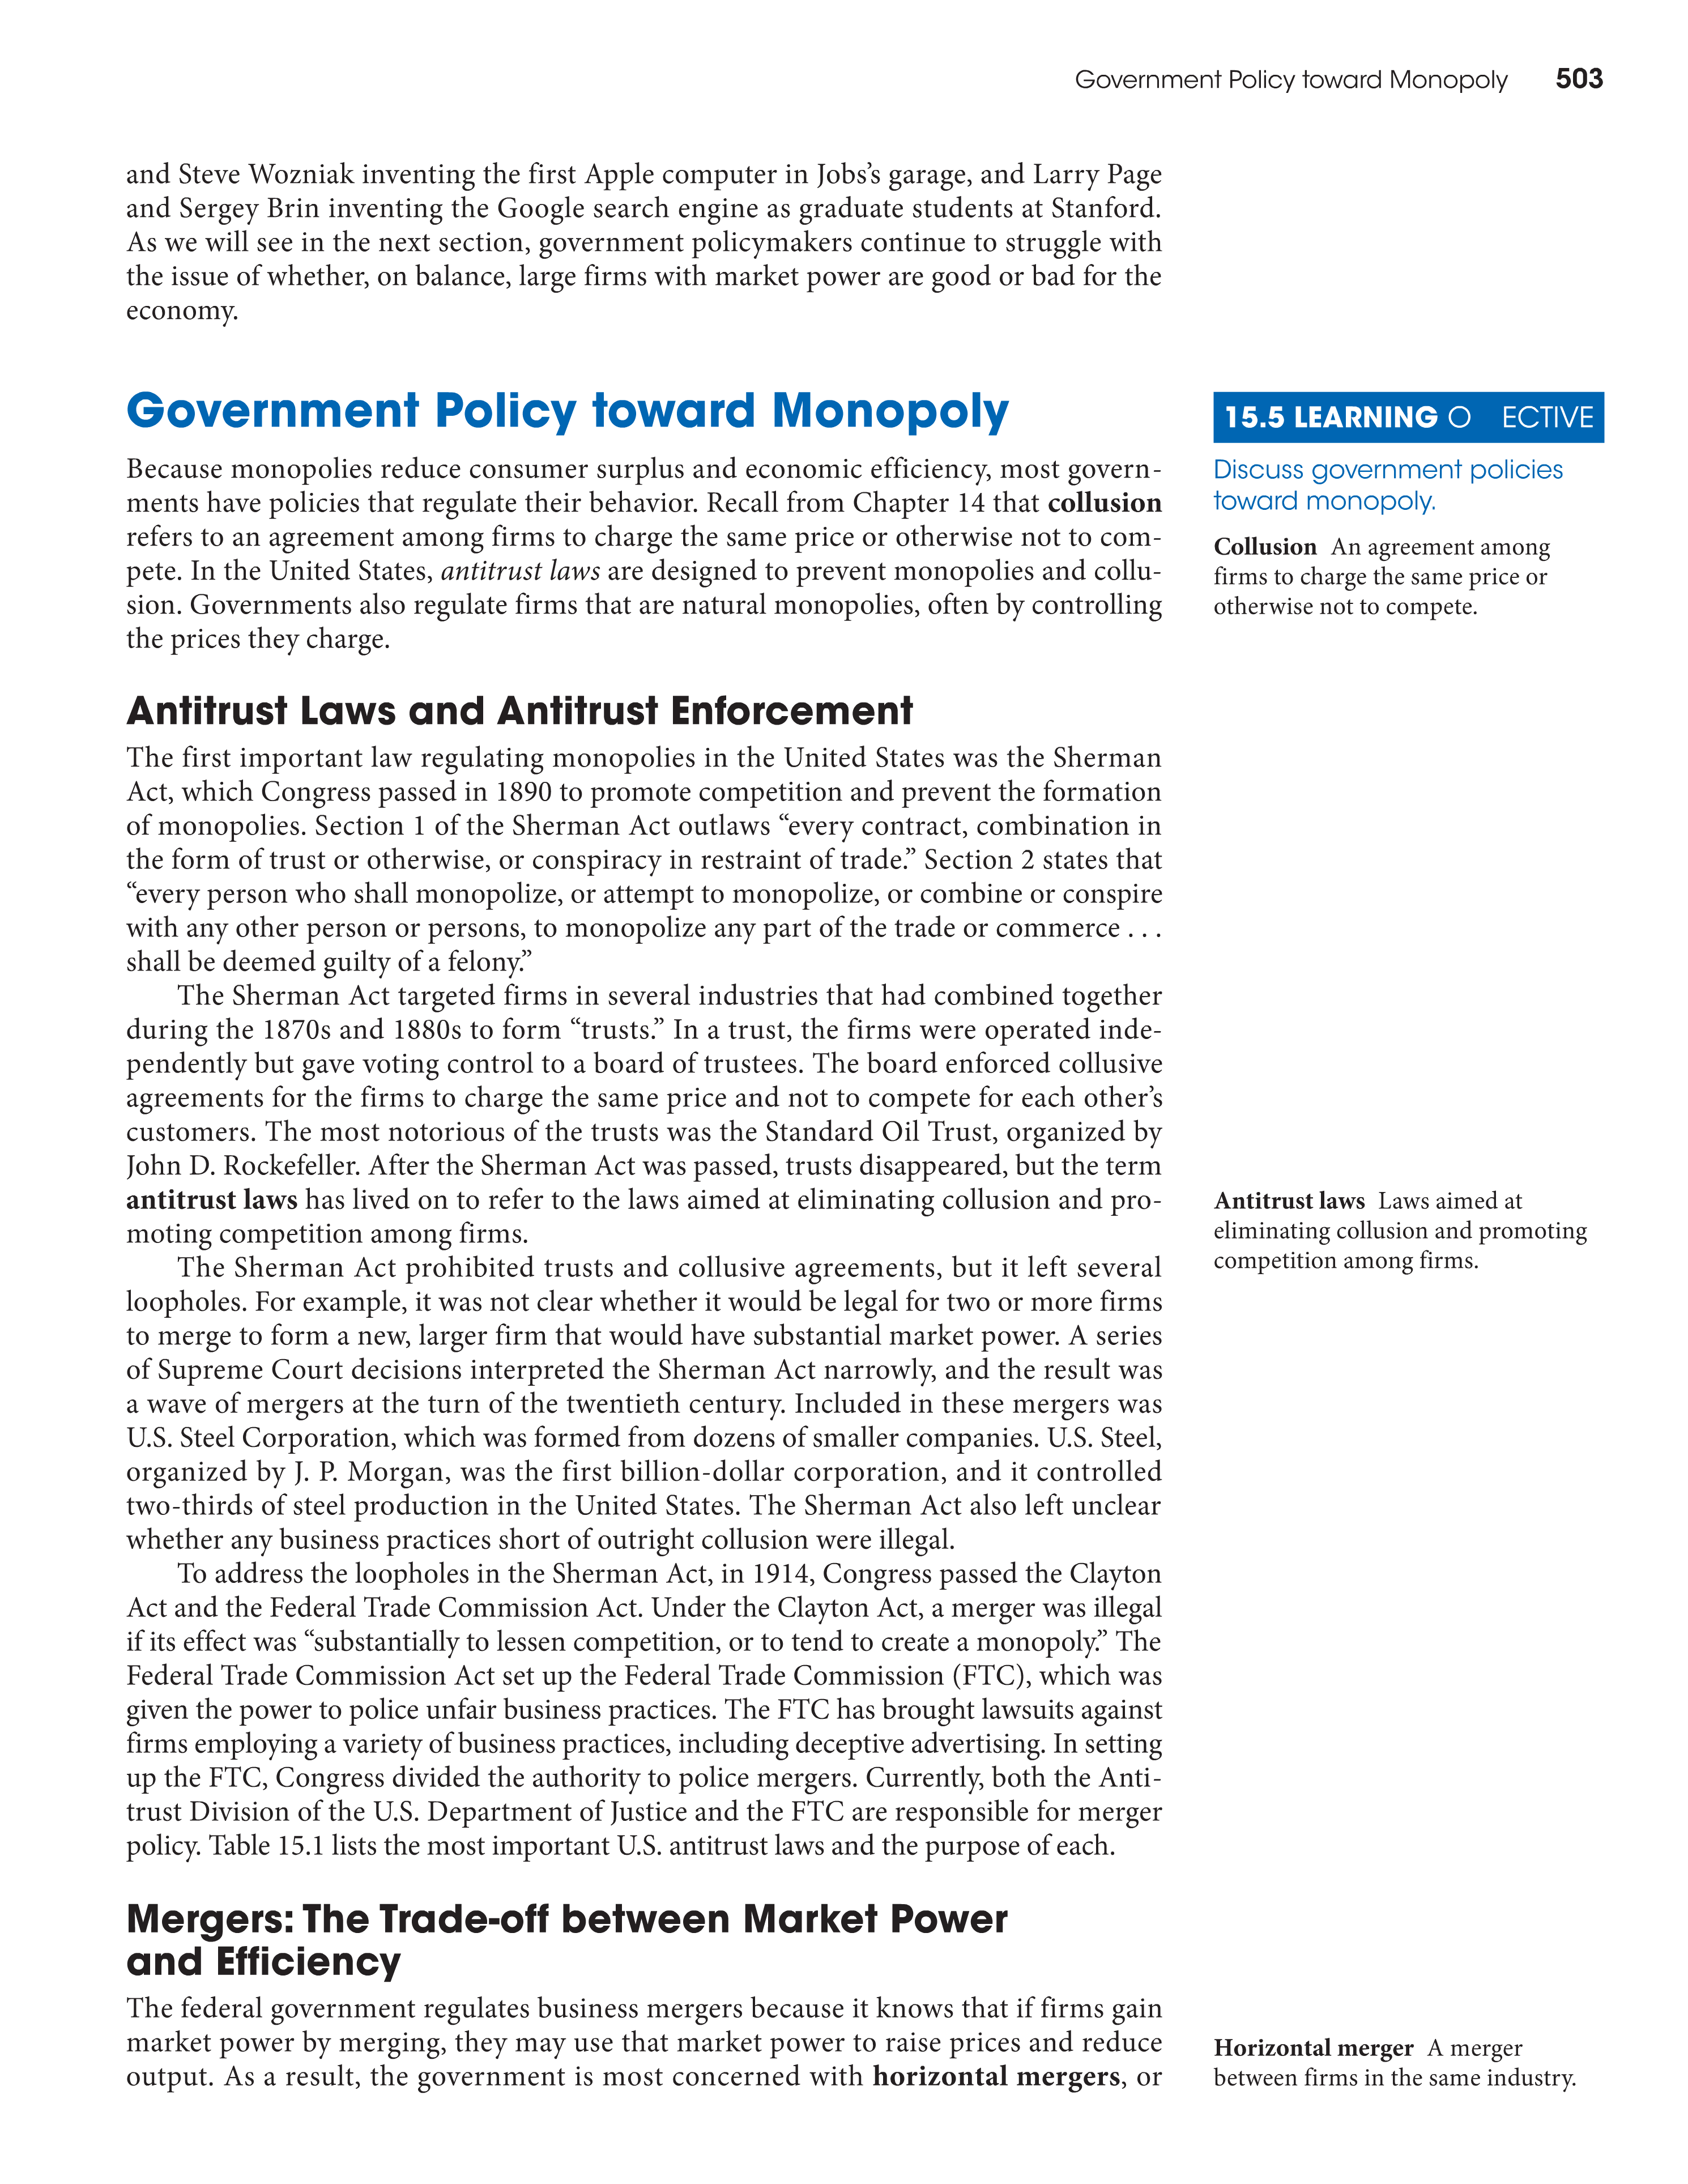 Government Policy toward Monopoly 503
and Steve Wozniak inventing the first Apple computer in Jobs’s garage, and Larry Page
and Sergey Brin inventing the Google search engine as graduate students at Stanford.
As we will see in the next section, government policymakers continue to struggle with
the issue of whether, on balance, large firms with market power are good or bad for the
economy.
Government Policy toward Monopoly
Because monopolies reduce consumer surplus and economic efficiency, most govern-
ments have policies that regulate their behavior. Recall from Chapter 14 that collusion
refers to an agreement among firms to charge the same price or otherwise not to com-
pete. In the United States, antitrust laws are designed to prevent monopolies and collu-
sion. Governments also regulate firms that are natural monopolies, often by controlling
the prices they charge.
15.5 LEARNING O ECTIVE
Discuss government policies
toward monopoly.
Collusion An agreement among
firms to charge the same price or
otherwise not to compete.
Antitrust Laws and Antitrust Enforcement
The first important law regulating monopolies in the United States was the Sherman
Act, which Congress passed in 1890 to promote competition and prevent the formation
of monopolies. Section 1 of the Sherman Act outlaws “every contract, combination in
the form of trust or otherwise, or conspiracy in restraint of trade.” Section 2 states that
“every person who shall monopolize, or attempt to monopolize, or combine or conspire
with any other person or persons, to monopolize any part of the trade or commerce . . .
shall be deemed guilty of a felony.”
The Sherman Act targeted firms in several industries that had combined together
during the 1870s and 1880s to form “trusts.” In a trust, the firms were operated inde-
pendently but gave voting control to a board of trustees. The board enforced collusive
agreements for the firms to charge the same price and not to compete for each other’s
customers. The most notorious of the trusts was the Standard Oil Trust, organized by
John D. Rockefeller. After the Sherman Act was passed, trusts disappeared, but the term
antitrust laws has lived on to refer to the laws aimed at eliminating collusion and pro-
moting competition among firms.
Antitrust laws Laws aimed at
eliminating collusion and promoting
competition among firms.
The Sherman Act prohibited trusts and collusive agreements, but it left several
loopholes. For example, it was not clear whether it would be legal for two or more firms
to merge to form a new, larger firm that would have substantial market power. A series
of Supreme Court decisions interpreted the Sherman Act narrowly, and the result was
a wave of mergers at the turn of the twentieth century. Included in these mergers was
U.S. Steel Corporation, which was formed from dozens of smaller companies. U.S. Steel,
organized by J. P. Morgan, was the first billion-dollar corporation, and it controlled
two-thirds of steel production in the United States. The Sherman Act also left unclear
whether any business practices short of outright collusion were illegal.
To address the loopholes in the Sherman Act, in 1914, Congress passed the Clayton
Act and the Federal Trade Commission Act. Under the Clayton Act, a merger was illegal
if its effect was “substantially to lessen competition, or to tend to create a monopoly.” The
Federal Trade Commission Act set up the Federal Trade Commission (FTC), which was
given the power to police unfair business practices. The FTC has brought lawsuits against
firms employing a variety of business practices, including deceptive advertising. In setting
up the FTC, Congress divided the authority to police mergers. Currently, both the Anti-
trust Division of the U.S. Department of Justice and the FTC are responsible for merger
policy. Table 15.1 lists the most important U.S. antitrust laws and the purpose of each.
Mergers: The Trade-off between Market Power
and Efficiency
The federal government regulates business mergers because it knows that if firms gain
market power by merging, they may use that market power to raise prices and reduce
output. As a result, the government is most concerned with horizontal mergers, or
Horizontal merger A merger
between firms in the same industry.